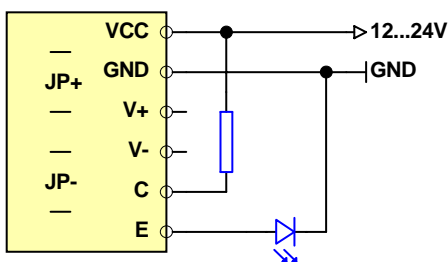 VCC
12...24V
GND
GND
JP+
V+
V-
JP-
C
E